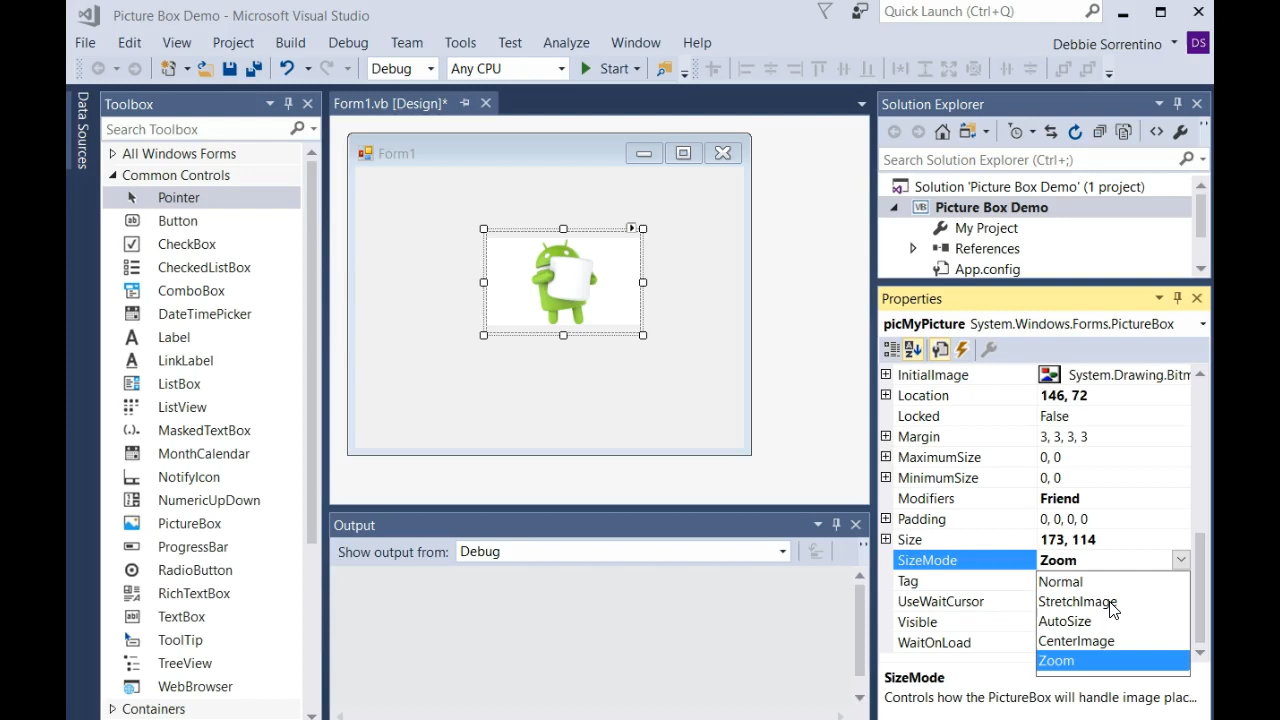 Picture Box Demo - Microsoft Visual Studio
Quick Launch (Ctrl+Q)
File Edit View Project Build Debug Team Tools Test Analyze Window Help
Debbie Sorrentino DS
Debug Any CPU Start
Data Sources
Toolbox
Search Toolbox
All Windows Forms
Common Controls
Pointer
Button
CheckBox
CheckedListBox
ComboBox
DateTimePicker
Label
LinkLabel
ListBox
ListView
MaskedTextBox
MonthCalendar
NotifyIcon
NumericUpDown
PictureBox
ProgressBar
RadioButton
RichTextBox
TextBox
ToolTip
TreeView
WebBrowser
Containers
Form1.vb [Design]*
Form1
Output
Show output from: Debug
Solution Explorer
Search Solution Explorer (Ctrl+;)
Solution 'Picture Box Demo' (1 project)
VB Picture Box Demo
My Project
References
App.config
Properties
picMyPicture System.Windows.Forms.PictureBox
InitialImage System.Drawing.Bitm
Location 146, 72
Locked False
Margin 3, 3, 3, 3
MaximumSize 0, 0
MinimumSize 0, 0
Modifiers Friend
Padding 0, 0, 0, 0
Size 173, 114
SizeMode Zoom
Tag
UseWaitCursor
Visible
WaitOnLoad
Normal
StretchImage
AutoSize
CenterImage
Zoom
SizeMode
Controls how the PictureBox will handle image plac...